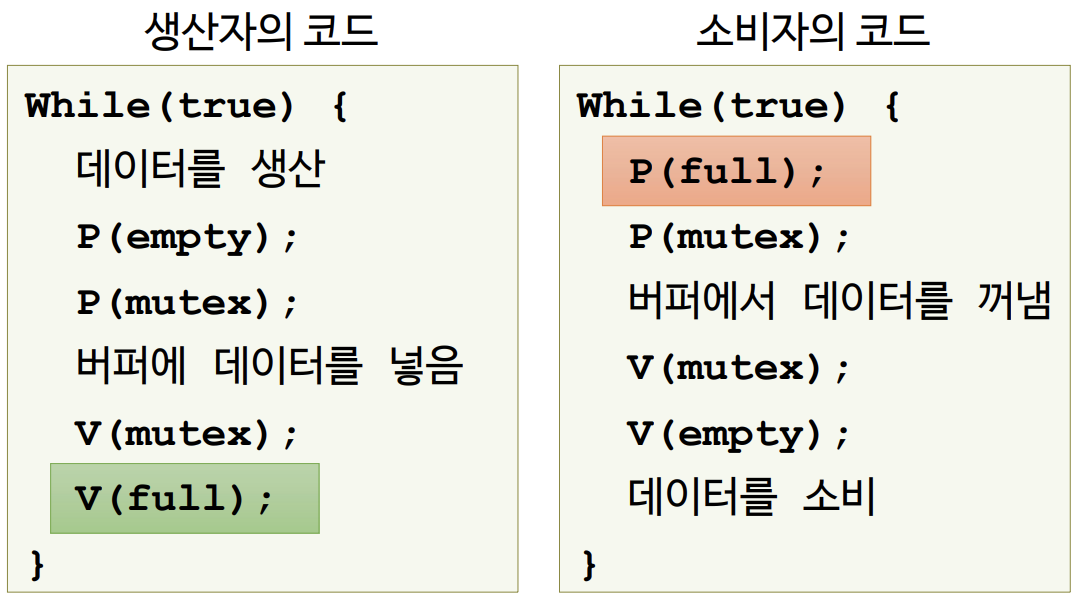 생산자의 코드
While(true) {
데이터를 생산
P(empty);
P(mutex);
버퍼에 데이터를 넣음
V(mutex);
V(full);
}
소비자의 코드
While(true) {
P(full);
P(mutex);
버퍼에서 데이터를 꺼냄
V(mutex);
V(empty);
데이터를 소비
}